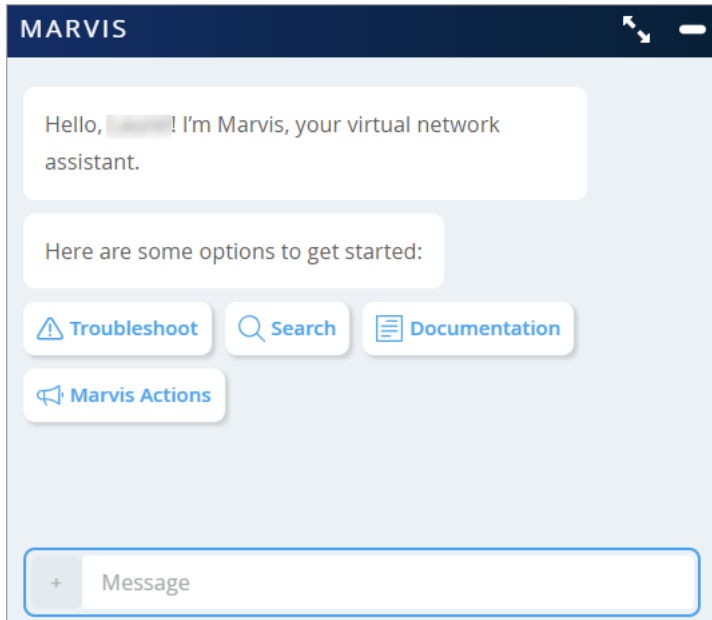 MARVIS
Hello, ! I’m Marvis, your virtual network
assistant.
Here are some options to get started:
Troubleshoot
Search
Documentation
Marvis Actions
+ Message